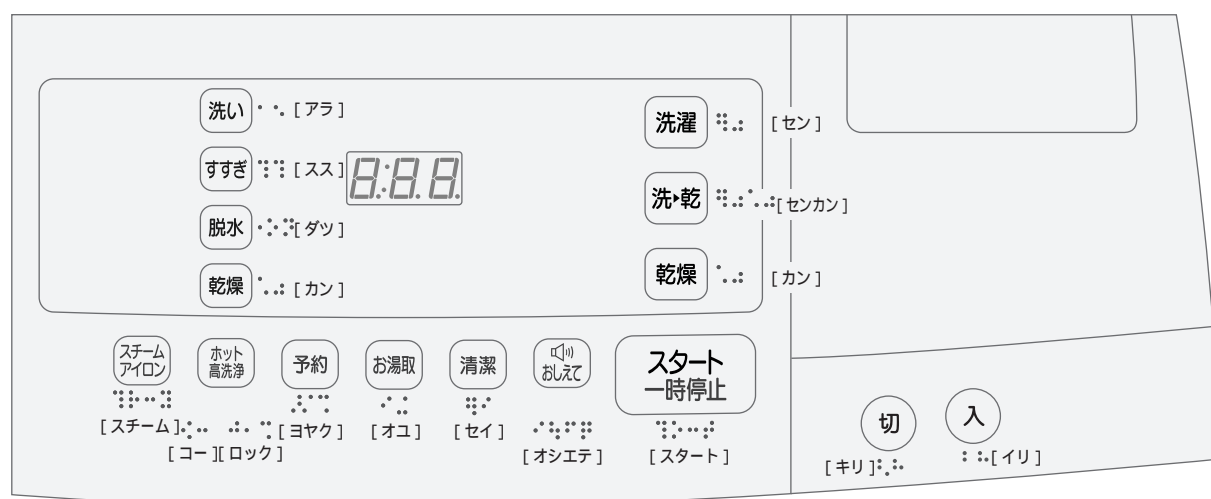 洗い [アラ]
すすぎ [スス]
脱水 [ダツ]
乾燥 [カン]
8:8.8.
洗濯 [セン]
洗▶乾 [センカン]
乾燥 [カン]
スチーム
アイロン
[スチーム]
ホット
高洗浄
[コー][ロック]
予約
[ヨヤク]
お湯取
[オユ]
清潔
[セイ]
おしえて
[オシエテ]
スタート
一時停止
[スタート]
切
[キリ]
入
[イリ]